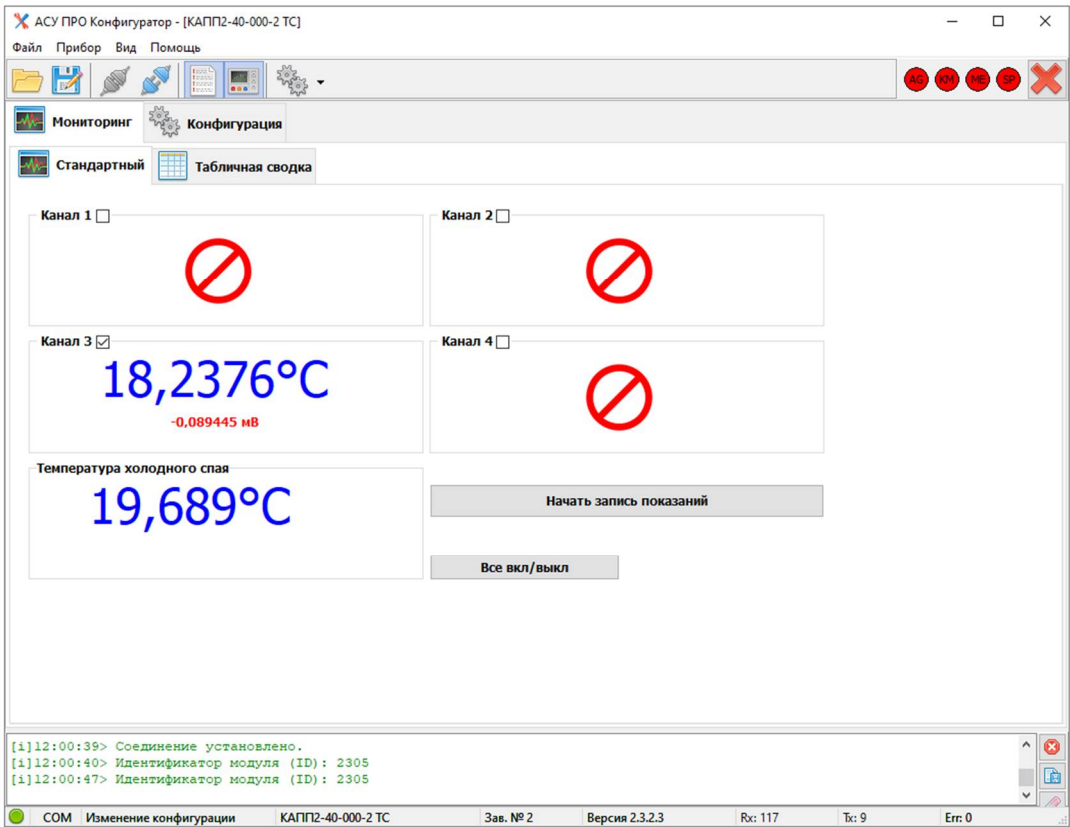 АСУ ПРО Конфигуратор - [КАПП2-40-000-2 ТС]
Файл Прибор Вид Помощь
AG KM ME SP
Мониторинг Конфигурация
Стандартный Табличная сводка
Канал 1 Канал 2
Канал 3 Канал 4
18,2376°C
-0,089445 мВ
Температура холодного спая
19,689°C
Начать запись показаний
Все вкл/выкл
[i]12:00:39> Соединение установлено.
[i]12:00:40> Идентификатор модуля (ID): 2305
[i]12:00:47> Идентификатор модуля (ID): 2305
COM Изменение конфигурации КАПП2-40-000-2 ТС Зав. № 2 Версия 2.3.2.3 Rx: 117 Tx: 9 Err: 0